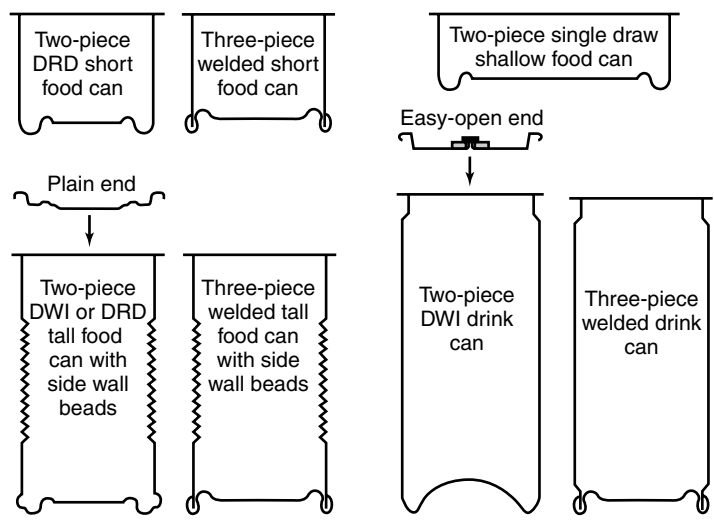 Two-piece
DRD short
food can
Three-piece
welded short
food can
Two-piece single draw
shallow food can
Easy-open end
Plain end
Two-piece
DWI or DRD
tall food
can with
side wall
beads
Three-piece
welded tall
food can
with side
wall beads
Two-piece
DWI drink
can
Three-piece
welded drink
can